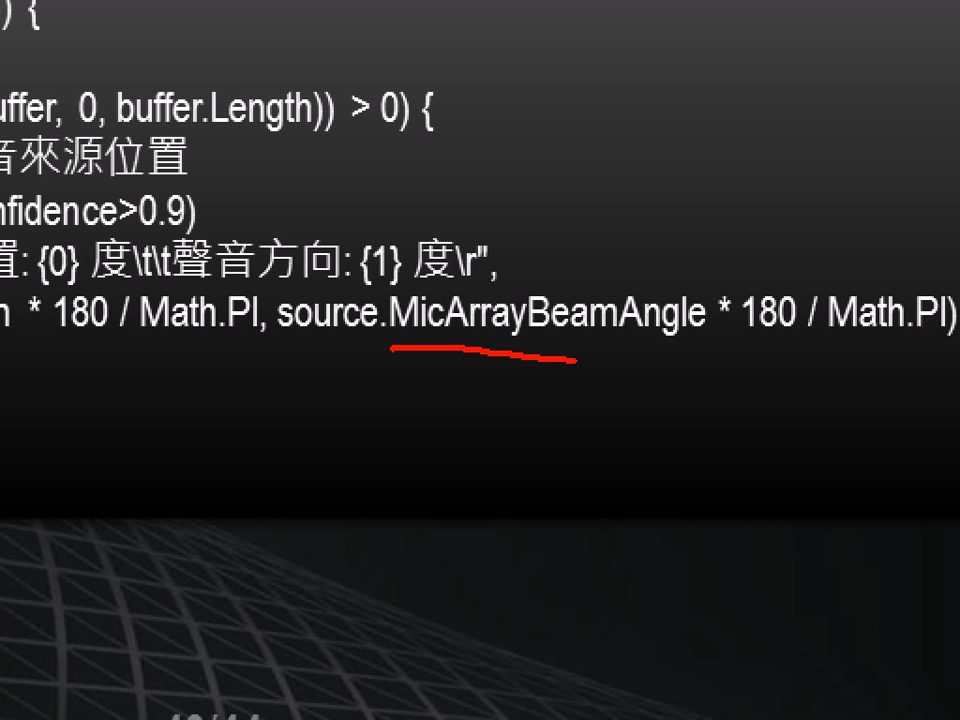 ) {
uffer, 0, buffer.Length)) > 0) {
音來源位置
nfidence>0.9)
置: {0} 度\t\t聲音方向: {1} 度\r",
n * 180 / Math.PI, source.MicArrayBeamAngle * 180 / Math.PI)